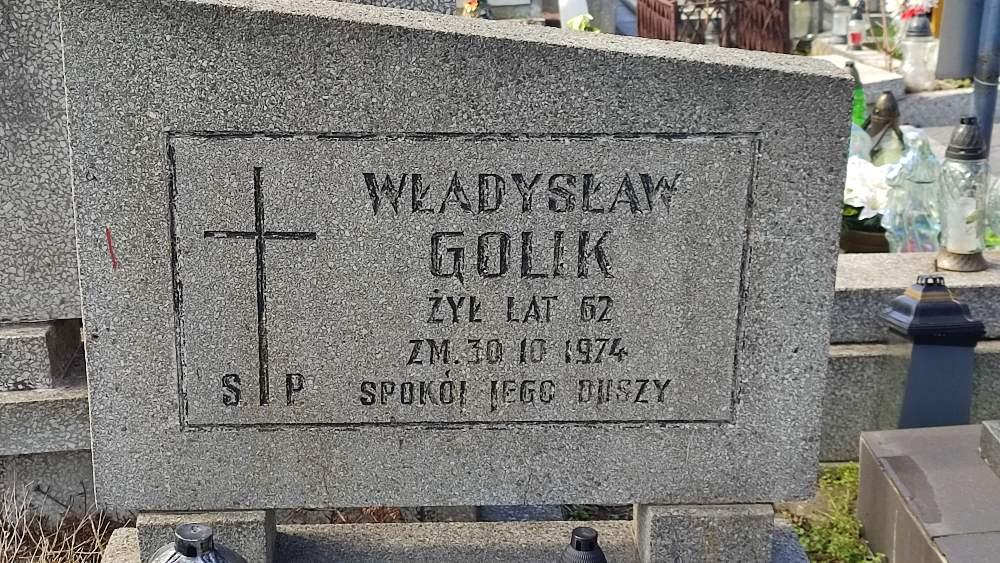 WŁADYSŁAW
GOLIK
ŻYŁ LAT 62
ZM. 30 10 1974
S P SPOKÓJ JEGO DUSZY